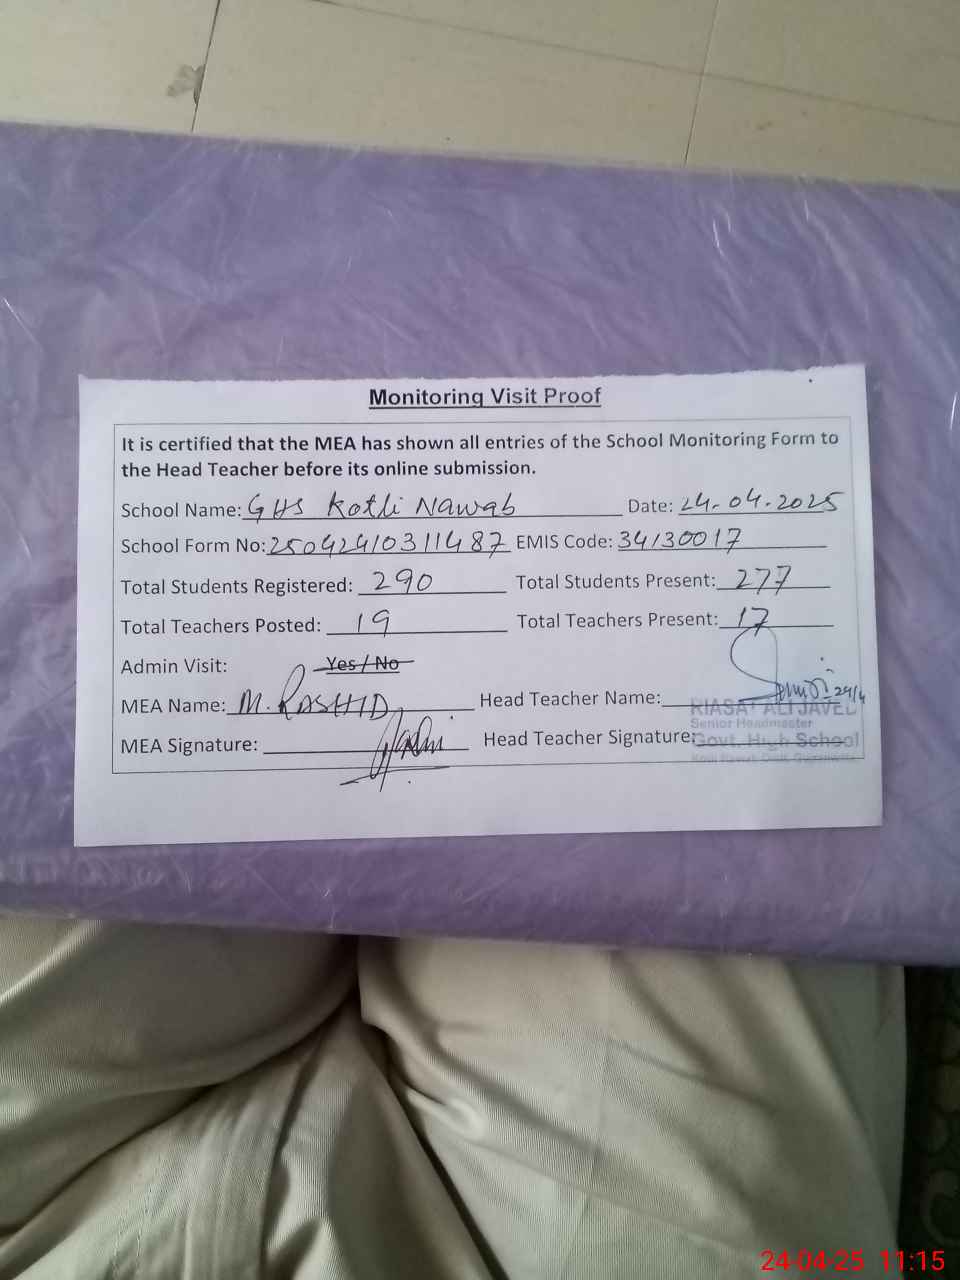 Monitoring Visit Proof
It is certified that the MEA has shown all entries of the School Monitoring Form to
the Head Teacher before its online submission.
School Name: GHS Kotli Nawab Date: 24-04-2025
School Form No: 25042410311487 EMIS Code: 34130017
Total Students Registered: 290 Total Students Present: 277
Total Teachers Posted: 19 Total Teachers Present: 17
Admin Visit: Yes / No
MEA Name: M. RASHID Head Teacher Name: 24/4
RIASAT ALI JAVED
Senior Headmaster
MEA Signature: Head Teacher Signature: Govt. High School
24-04-25 11:15